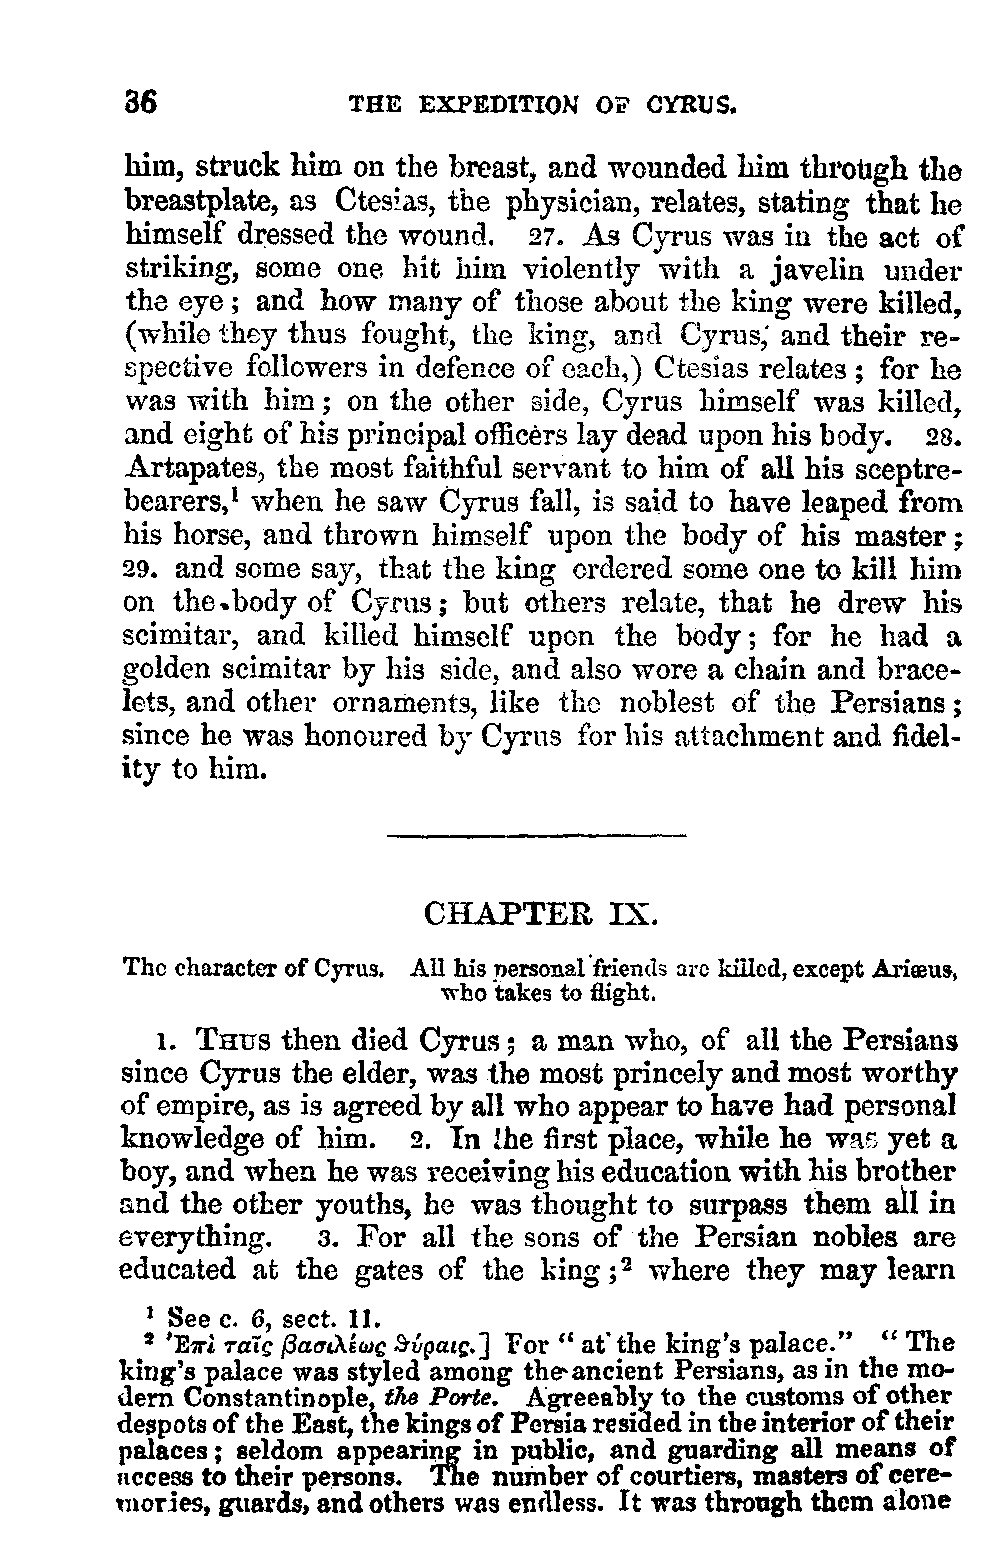 36 THE EXPEDITION OF CYRUS.
him, struck him on the breast, and wounded him through the
breastplate, as Ctesias, the physician, relates, stating that he
himself dressed the wound. 27. As Cyrus was in the act of
striking, some one hit him violently with a javelin under
the eye; and how many of those about the king were killed,
(while they thus fought, the king, and Cyrus, and their re-
spective followers in defence of each,) Ctesias relates; for he
was with him; on the other side, Cyrus himself was killed,
and eight of his principal officers lay dead upon his body. 28.
Artapates, the most faithful servant to him of all his sceptre-
bearers,¹ when he saw Cyrus fall, is said to have leaped from
his horse, and thrown himself upon the body of his master;
29. and some say, that the king ordered some one to kill him
on the body of Cyrus; but others relate, that he drew his
scimitar, and killed himself upon the body; for he had a
golden scimitar by his side, and also wore a chain and brace-
lets, and other ornaments, like the noblest of the Persians;
since he was honoured by Cyrus for his attachment and fidel-
ity to him.
CHAPTER IX.
The character of Cyrus. All his personal friends are killed, except Ariæus,
who takes to flight.
1. THUS then died Cyrus; a man who, of all the Persians
since Cyrus the elder, was the most princely and most worthy
of empire, as is agreed by all who appear to have had personal
knowledge of him. 2. In the first place, while he was yet a
boy, and when he was receiving his education with his brother
and the other youths, he was thought to surpass them all in
everything. 3. For all the sons of the Persian nobles are
educated at the gates of the king;² where they may learn
¹ See c. 6, sect. 11.
² Ἐπὶ ταῖς βασιλέως ϑύραις.] For “at the king's palace.” “The
king's palace was styled among the ancient Persians, as in the mo-
dern Constantinople, the Porte. Agreeably to the customs of other
despots of the East, the kings of Persia resided in the interior of their
palaces; seldom appearing in public, and guarding all means of
access to their persons. The number of courtiers, masters of cere-
monies, guards, and others was endless. It was through them alone